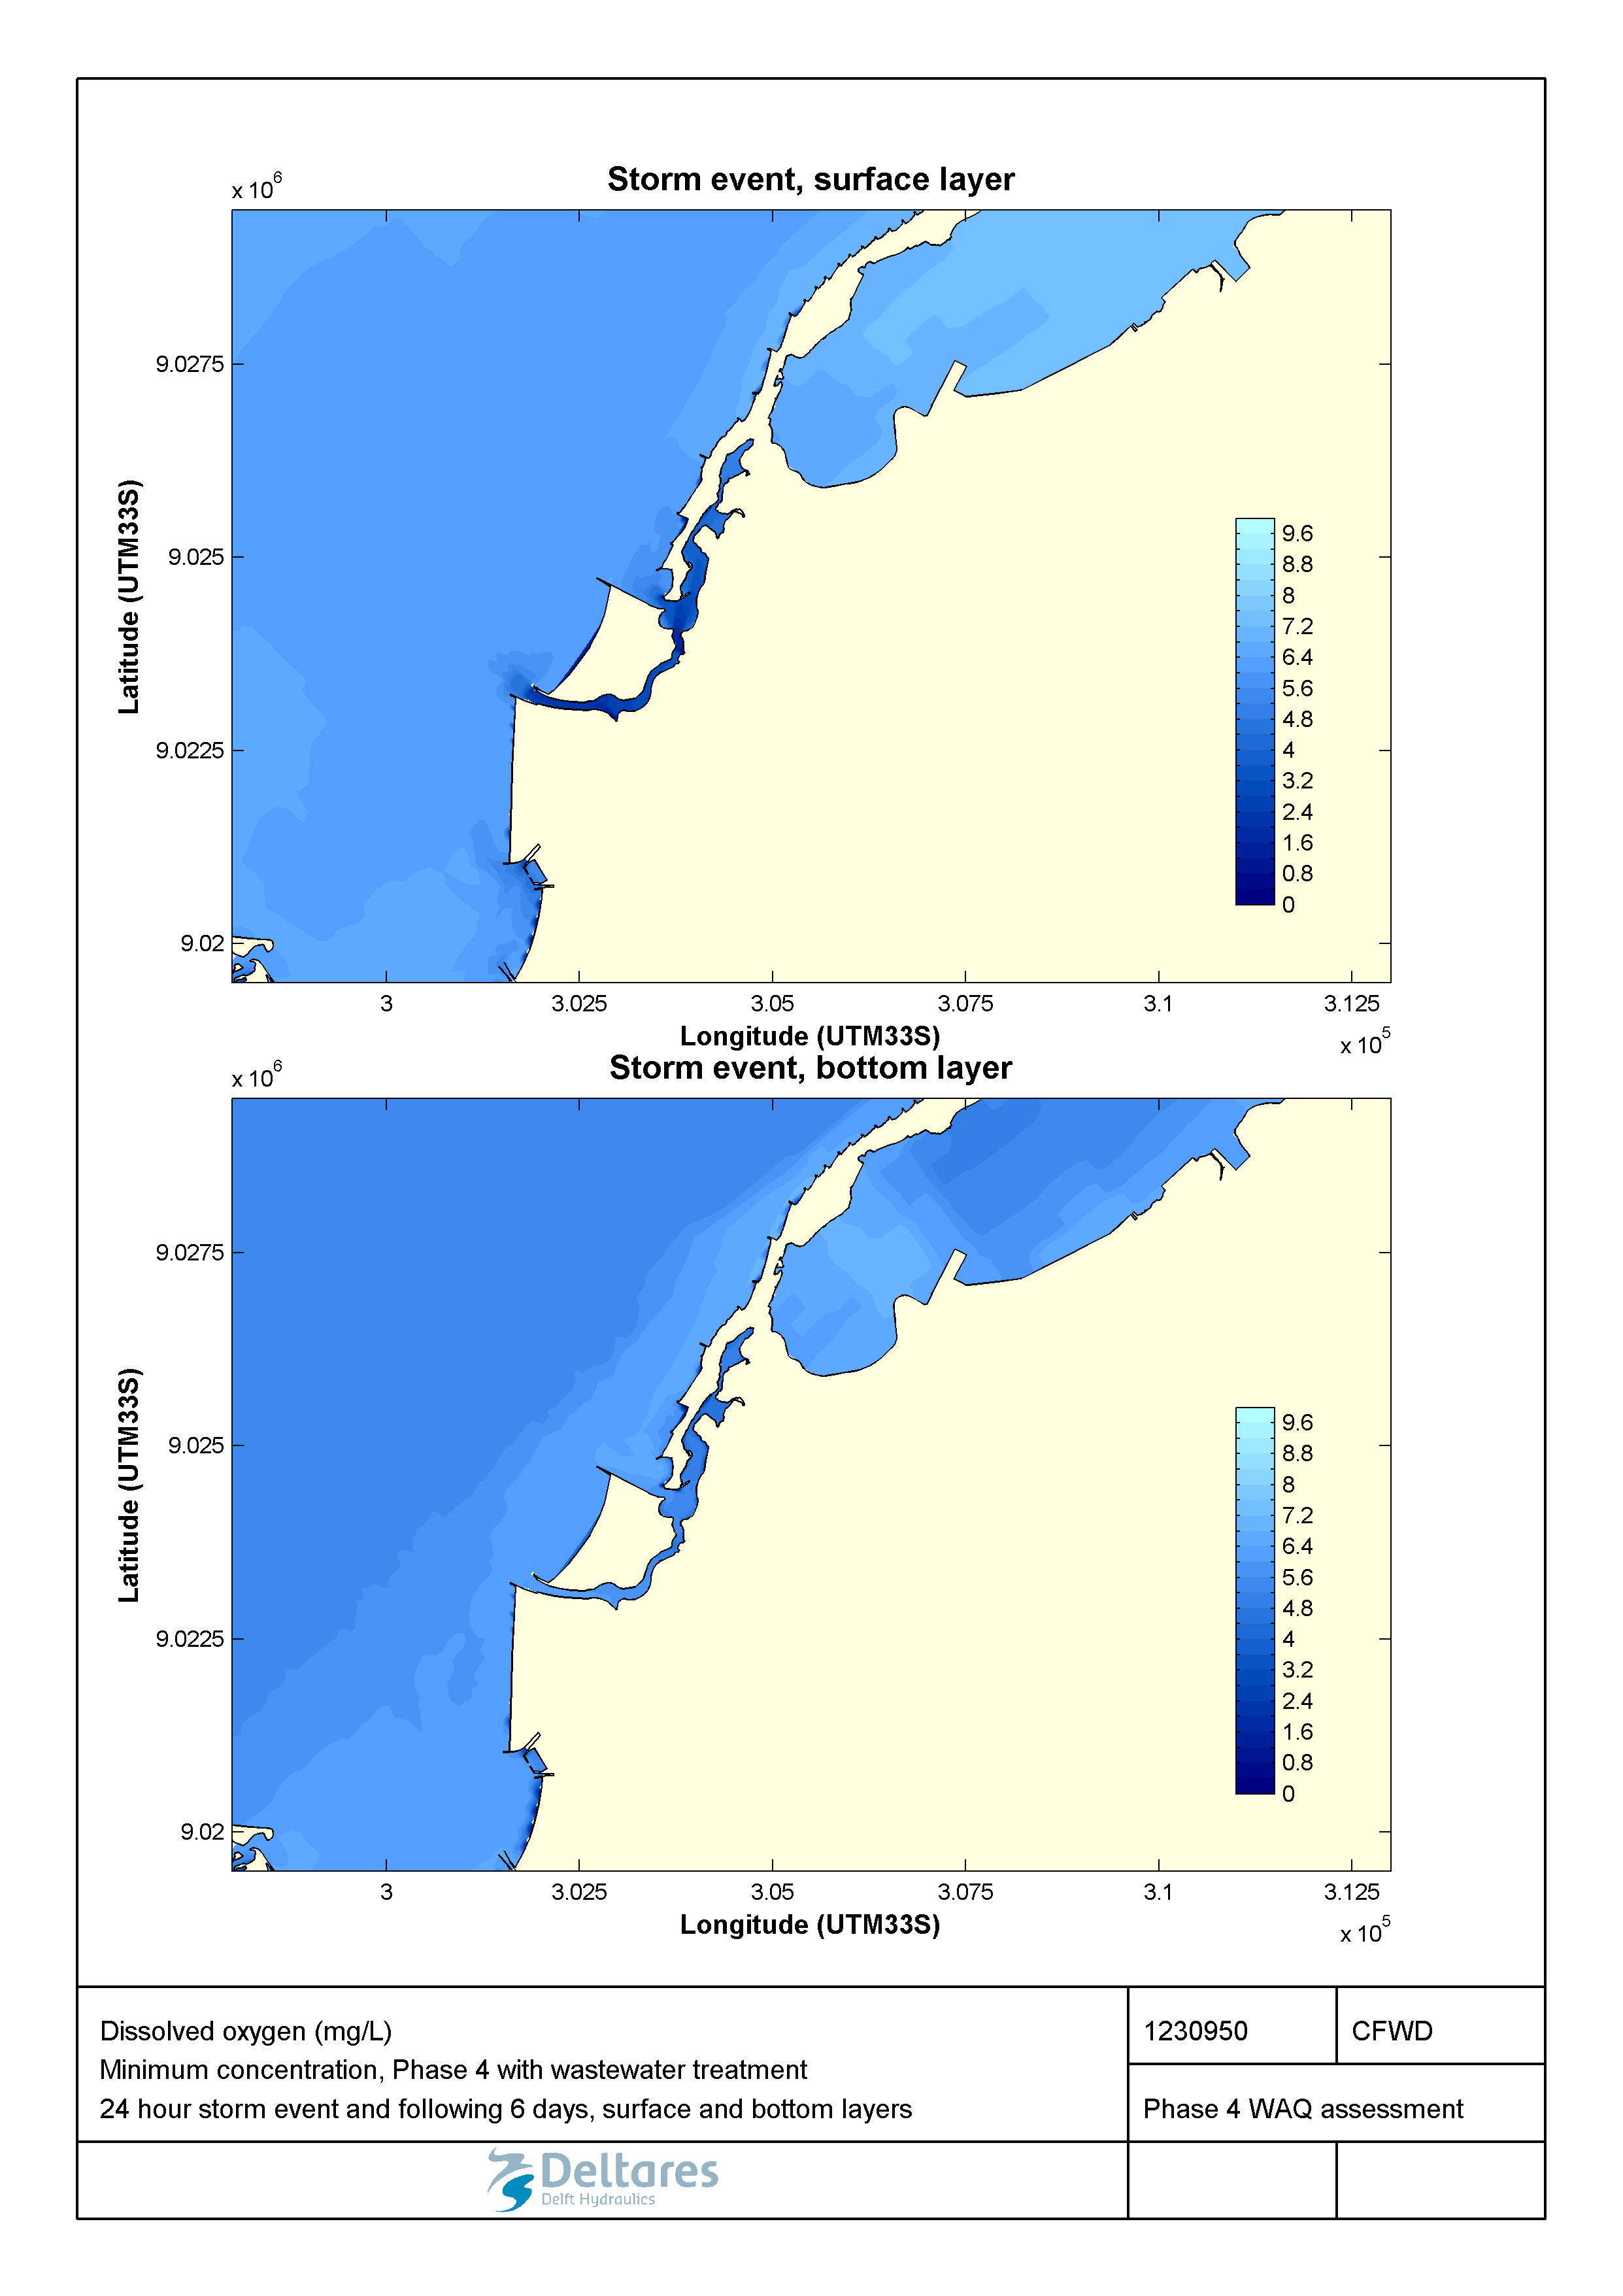 Storm event, surface layer
x 10^6
9.0275
9.025
9.0225
9.02
Latitude (UTM33S)
9.6
8.8
8
7.2
6.4
5.6
4.8
4
3.2
2.4
1.6
0.8
0
3 3.025 3.05 3.075 3.1 3.125
Longitude (UTM33S)
x 10^5
Storm event, bottom layer
x 10^6
9.0275
9.025
9.0225
9.02
Latitude (UTM33S)
9.6
8.8
8
7.2
6.4
5.6
4.8
4
3.2
2.4
1.6
0.8
0
3 3.025 3.05 3.075 3.1 3.125
Longitude (UTM33S)
x 10^5
Dissolved oxygen (mg/L)
Minimum concentration, Phase 4 with wastewater treatment
24 hour storm event and following 6 days, surface and bottom layers
1230950
CFWD
Phase 4 WAQ assessment
Deltares
Delft Hydraulics